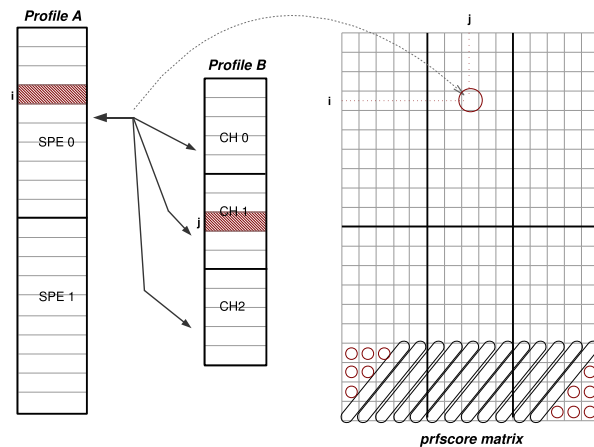 Profile A
i
SPE 0
SPE 1
Profile B
CH 0
CH 1
j
CH2
j
i
prfscore matrix